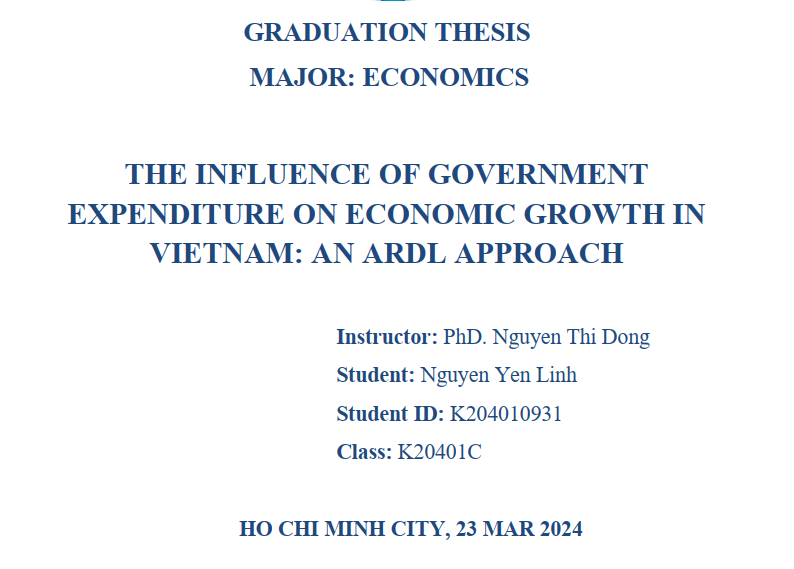 GRADUATION THESIS
MAJOR: ECONOMICS
THE INFLUENCE OF GOVERNMENT
EXPENDITURE ON ECONOMIC GROWTH IN
VIETNAM: AN ARDL APPROACH
Instructor: PhD. Nguyen Thi Dong
Student: Nguyen Yen Linh
Student ID: K204010931
Class: K20401C
HO CHI MINH CITY, 23 MAR 2024